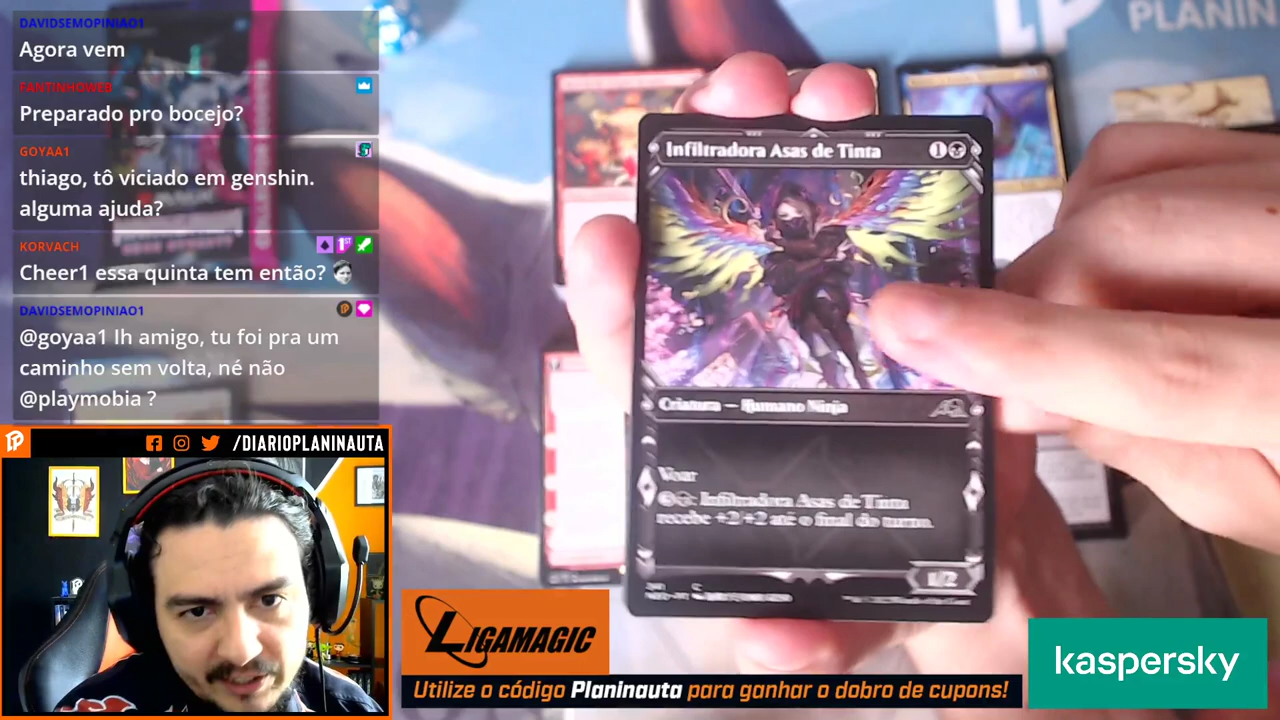 DAVIDSEMOPINIAO1
Agora vem
FANTINHOWEB
Preparado pro bocejo?
GOYAA1
thiago, tô viciado em genshin.
alguma ajuda?
KORVACH
Cheer1 essa quinta tem então?
DAVIDSEMOPINIAO1
@goyaa1 Ih amigo, tu foi pra um
caminho sem volta, né não
@playmobia ?
/DIARIOPLANINAUTA
PLANIN
Infiltradora Asas de Tinta
1
Criatura — Humano Ninja
Voar
Infiltradora Asas de Tinta
recebe +2/+2 até o final do turno.
1/2
LIGAMAGIC
Utilize o código Planinauta para ganhar o dobro de cupons!
kaspersky